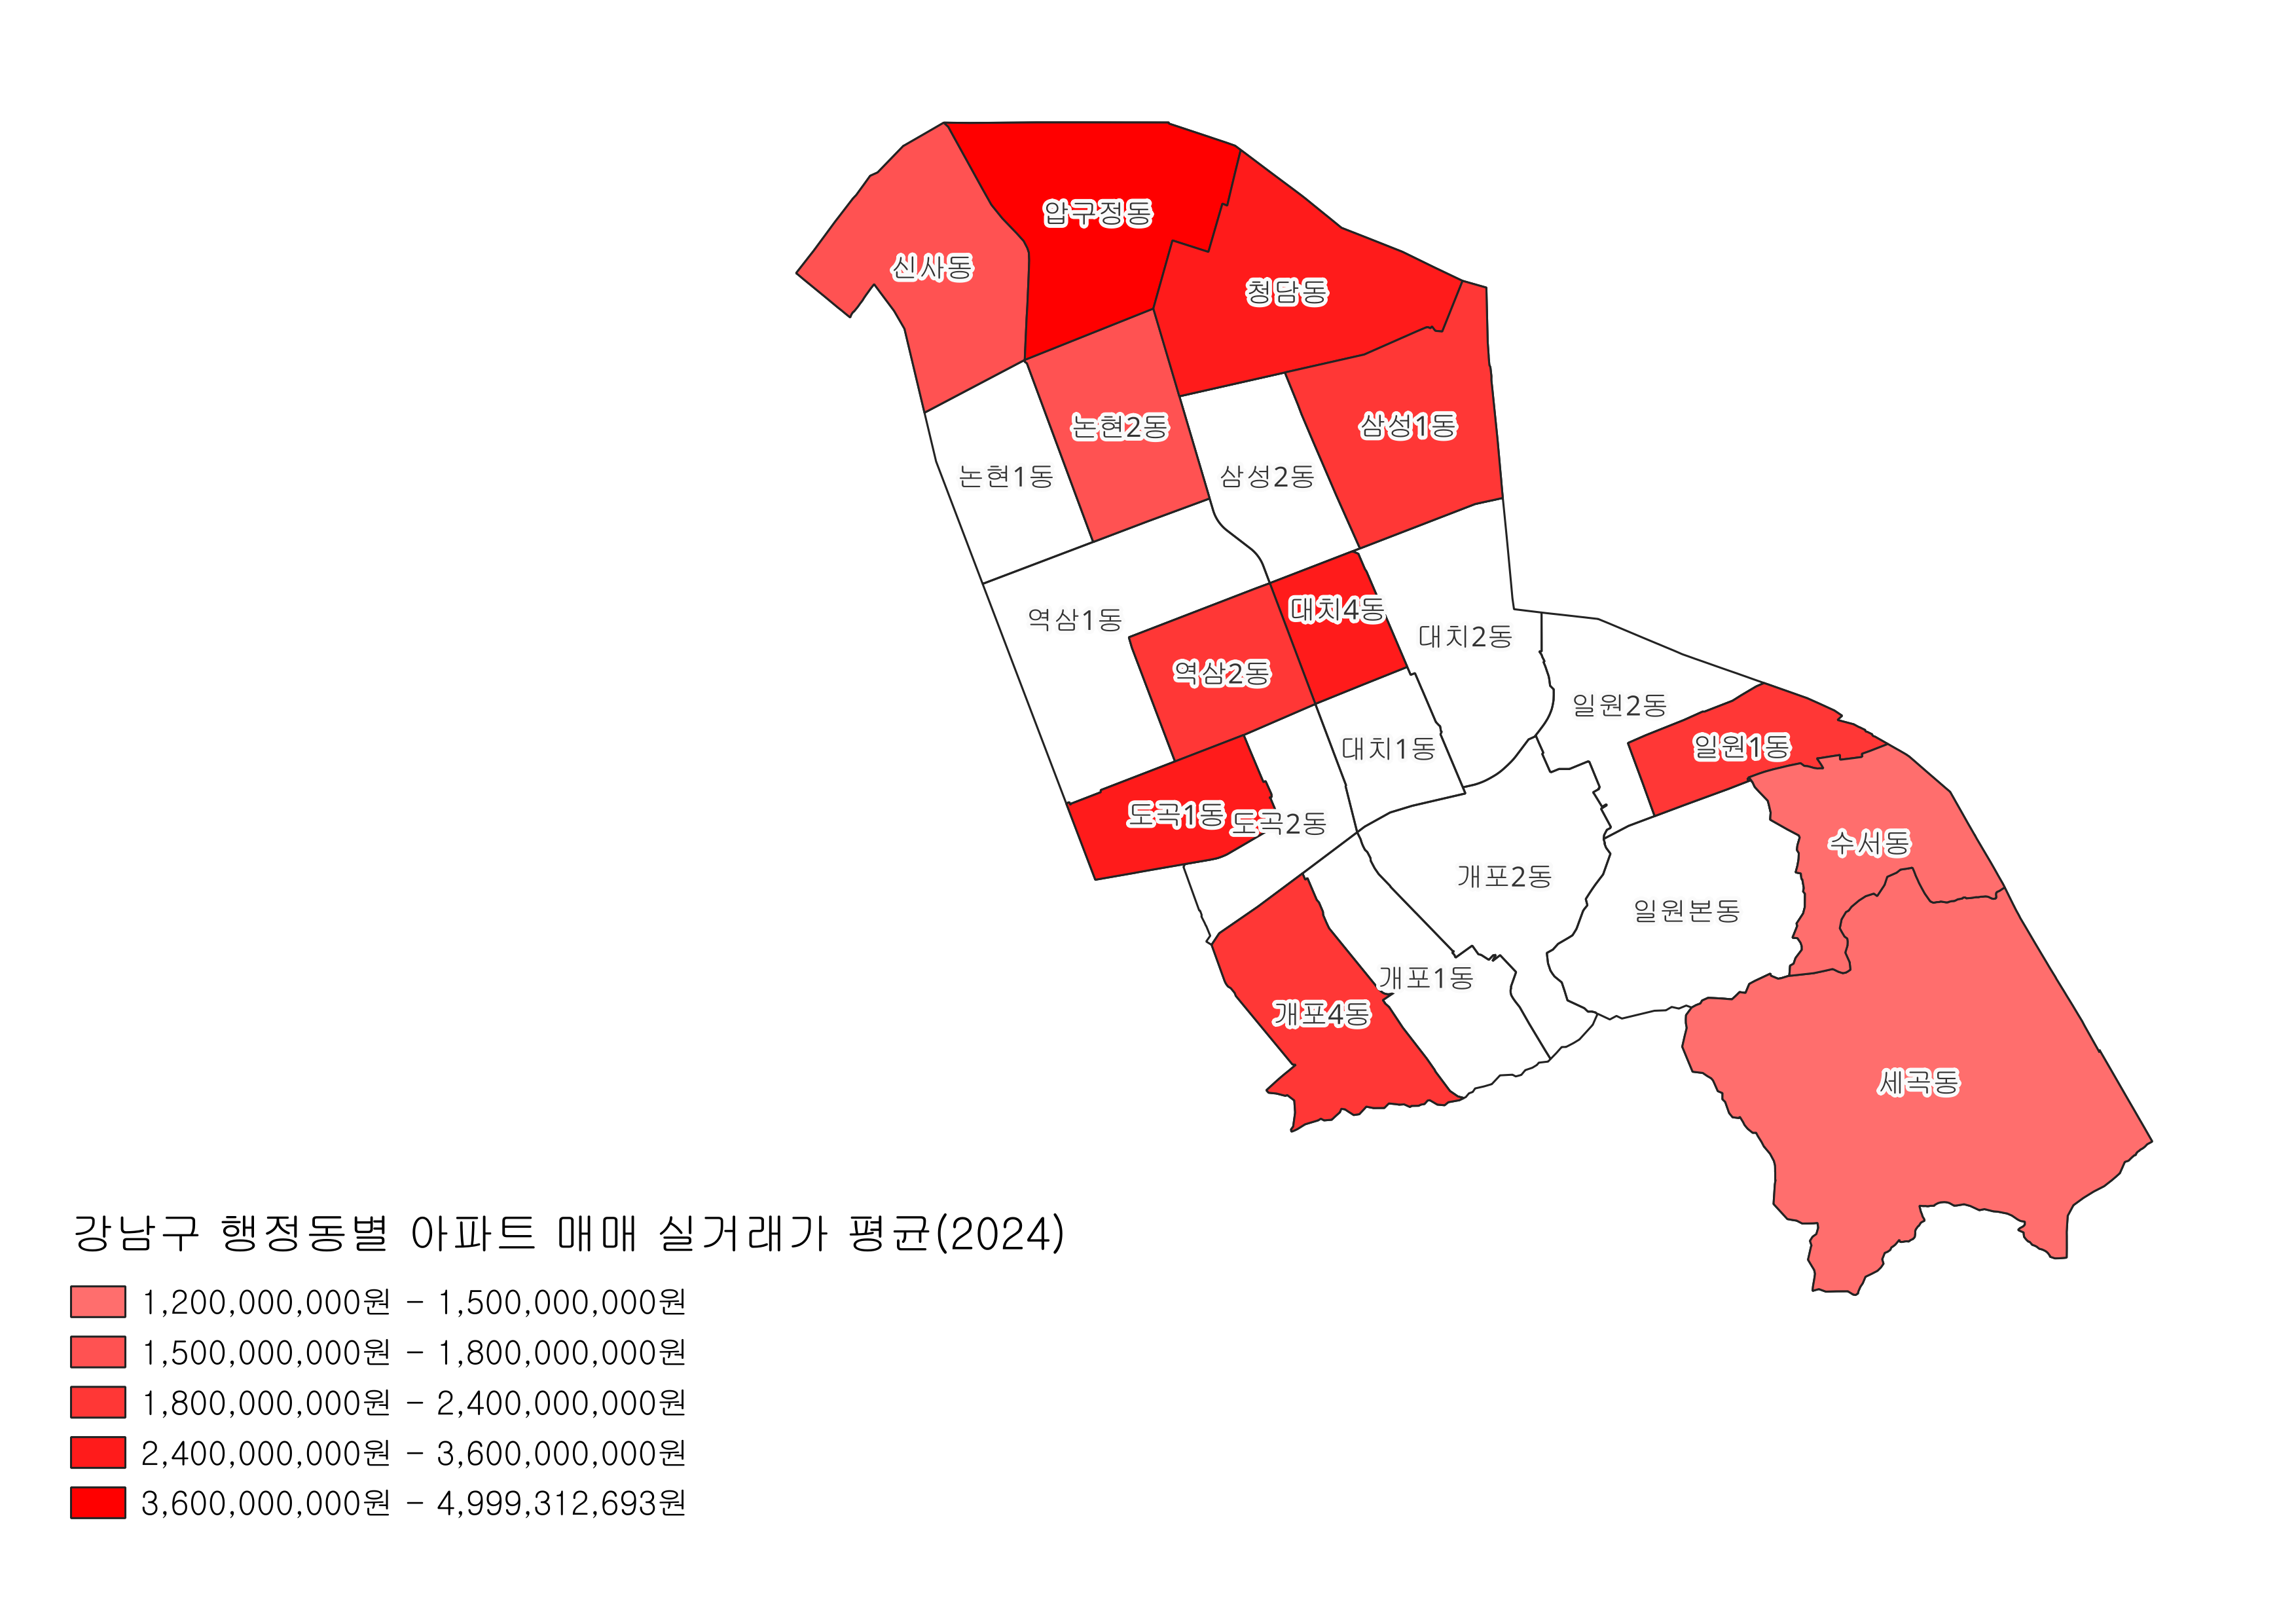 압구정동
신사동
청담동
논현2동
삼성1동
논현1동
삼성2동
대치4동
역삼1동
대치2동
역삼2동
일원2동
일원1동
대치1동
도곡1동
도곡2동
수서동
개포2동
일원본동
개포1동
개포4동
세곡동
강남구 행정동별 아파트 매매 실거래가 평균(2024)
1,200,000,000원 - 1,500,000,000원
1,500,000,000원 - 1,800,000,000원
1,800,000,000원 - 2,400,000,000원
2,400,000,000원 - 3,600,000,000원
3,600,000,000원 - 4,999,312,693원